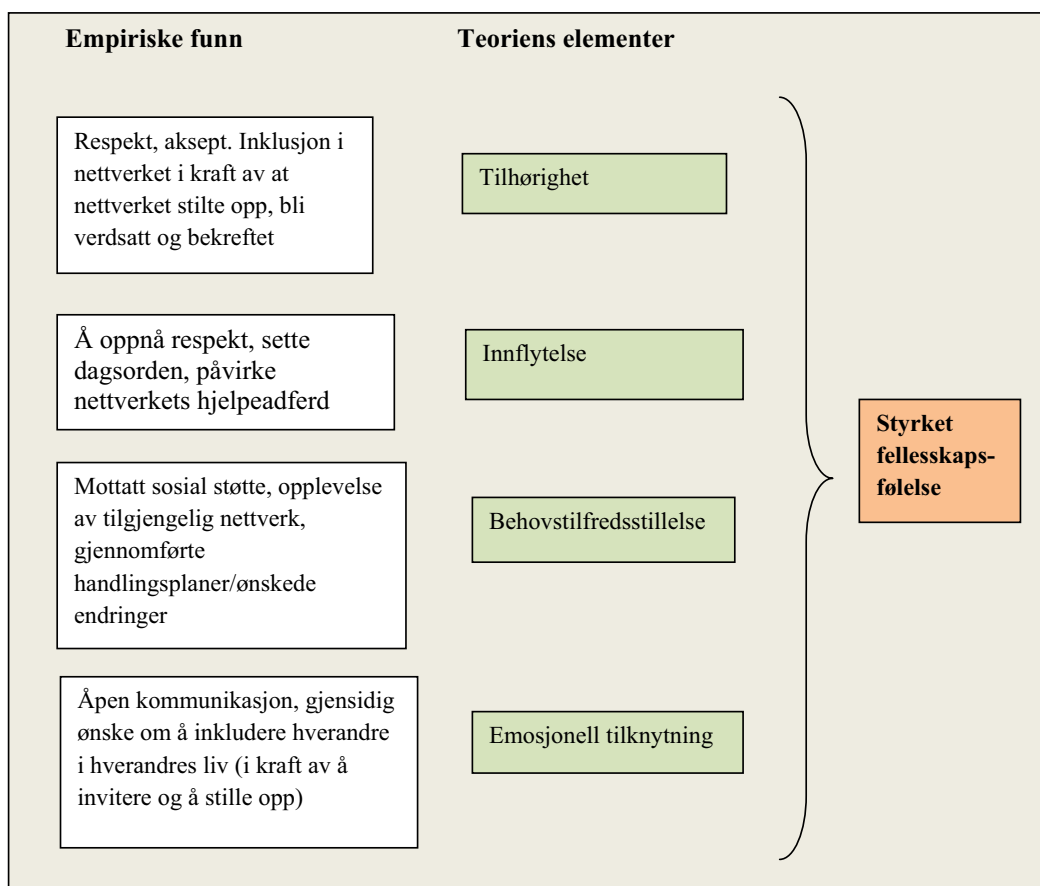 Empiriske funn
Teoriens elementer
Respekt, aksept. Inklusjon i
nettverket i kraft av at
nettverket stilte opp, bli
verdsatt og bekreftet
Tilhørighet
Å oppnå respekt, sette
dagsorden, påvirke
nettverkets hjelpeadferd
Innflytelse
Mottatt sosial støtte, opplevelse
av tilgjengelig nettverk,
gjennomførte
handlingsplaner/ønskede
endringer
Behovstilfredsstillelse
Åpen kommunikasjon, gjensidig
ønske om å inkludere hverandre
i hverandres liv (i kraft av å
invitere og å stille opp)
Emosjonell tilknytning
Styrket
fellesskaps-
følelse